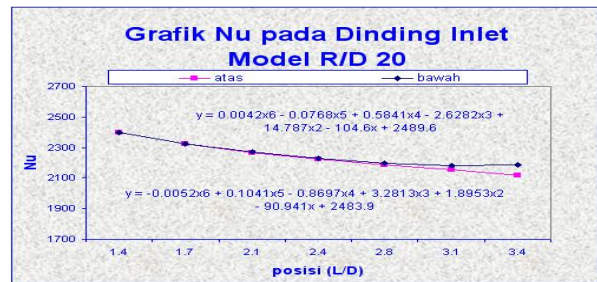 Grafik Nu pada Dinding Inlet
Model R/D 20
atas
bawah
2700
2500
2300
2100
1900
1700
Nu
y = 0.0042x6 - 0.0768x5 + 0.5841x4 - 2.6282x3 +
14.787x2 - 104.6x + 2489.6
y = -0.0052x6 + 0.1041x5 - 0.8697x4 + 3.2813x3 + 1.8953x2
- 90.941x + 2483.9
1.4 1.7 2.1 2.4 2.8 3.1 3.4
posisi (L/D)